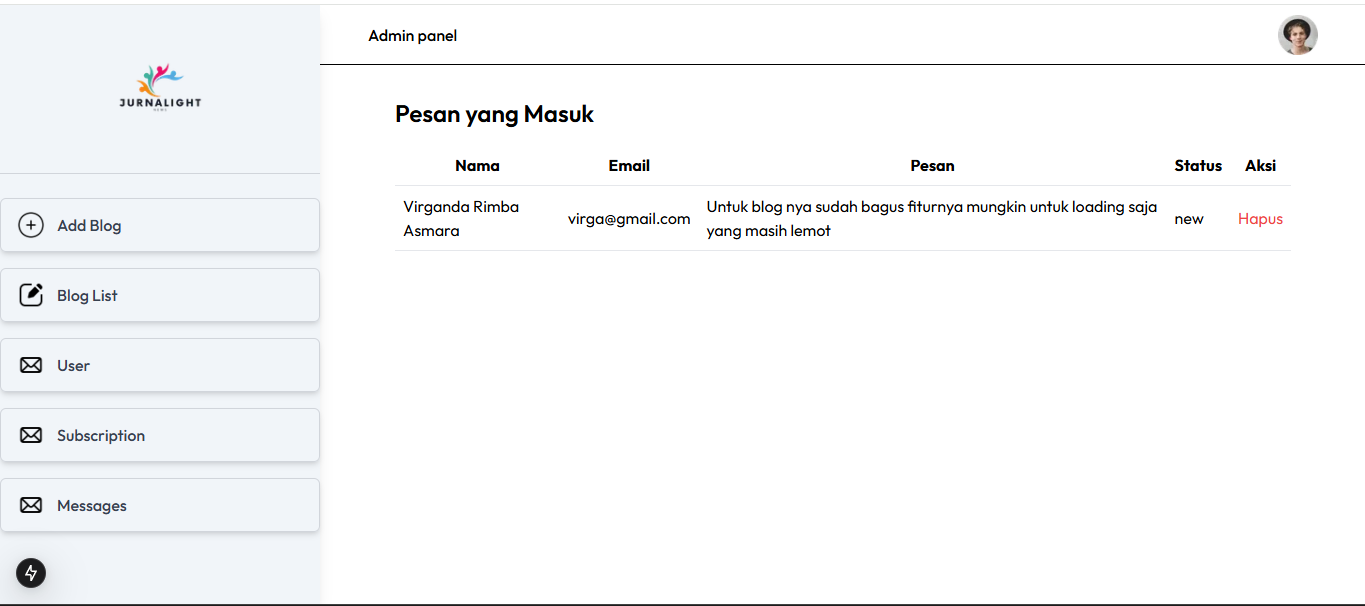 JURNALIGHT
Admin panel
Add Blog
Blog List
User
Subscription
Messages
Pesan yang Masuk
Nama Email Pesan Status Aksi
Virganda Rimba Asmara virga@gmail.com Untuk blog nya sudah bagus fiturnya mungkin untuk loading saja
yang masih lemot new Hapus